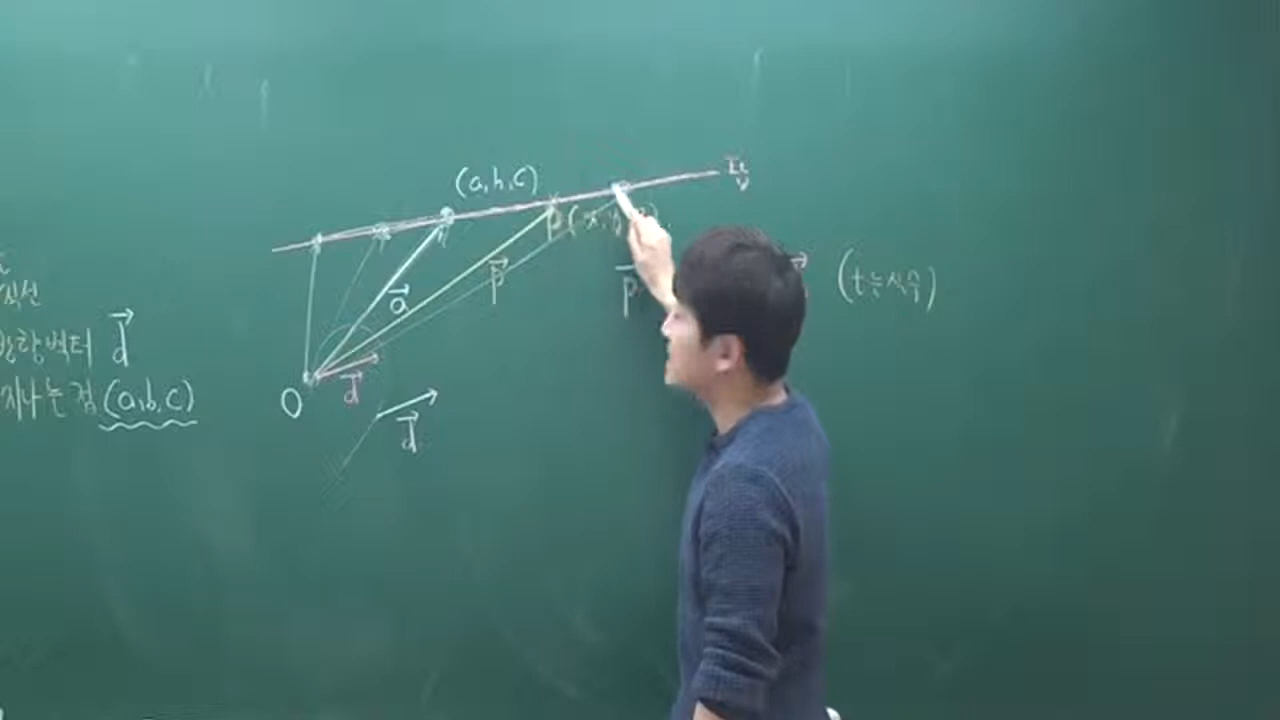 직선
방향벡터 d⃗
지나는 점 (a,b,c)
(a,b,c)
a⃗
p⃗
O
d⃗
d⃗
p⃗
(t는 실수)